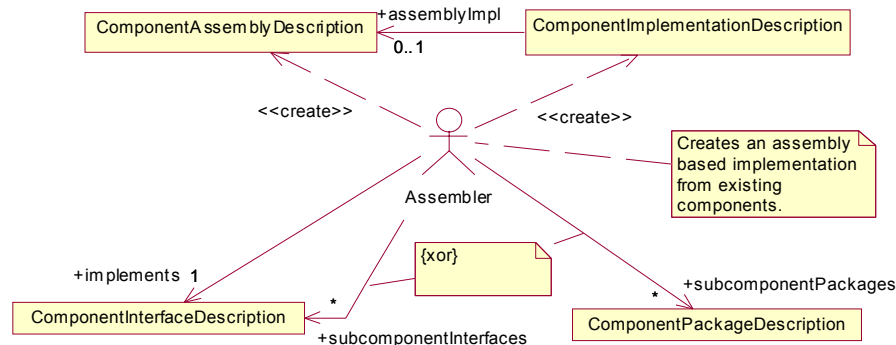 +assemblyImpl
ComponentAssemblyDescription
ComponentImplementationDescription
0..1
<<create>>
<<create>>
Creates an assembly
based implementation
from existing
components.
Assembler
{xor}
+implements 1
+subcomponentPackages
*
*
ComponentInterfaceDescription
ComponentPackageDescription
+subcomponentInterfaces